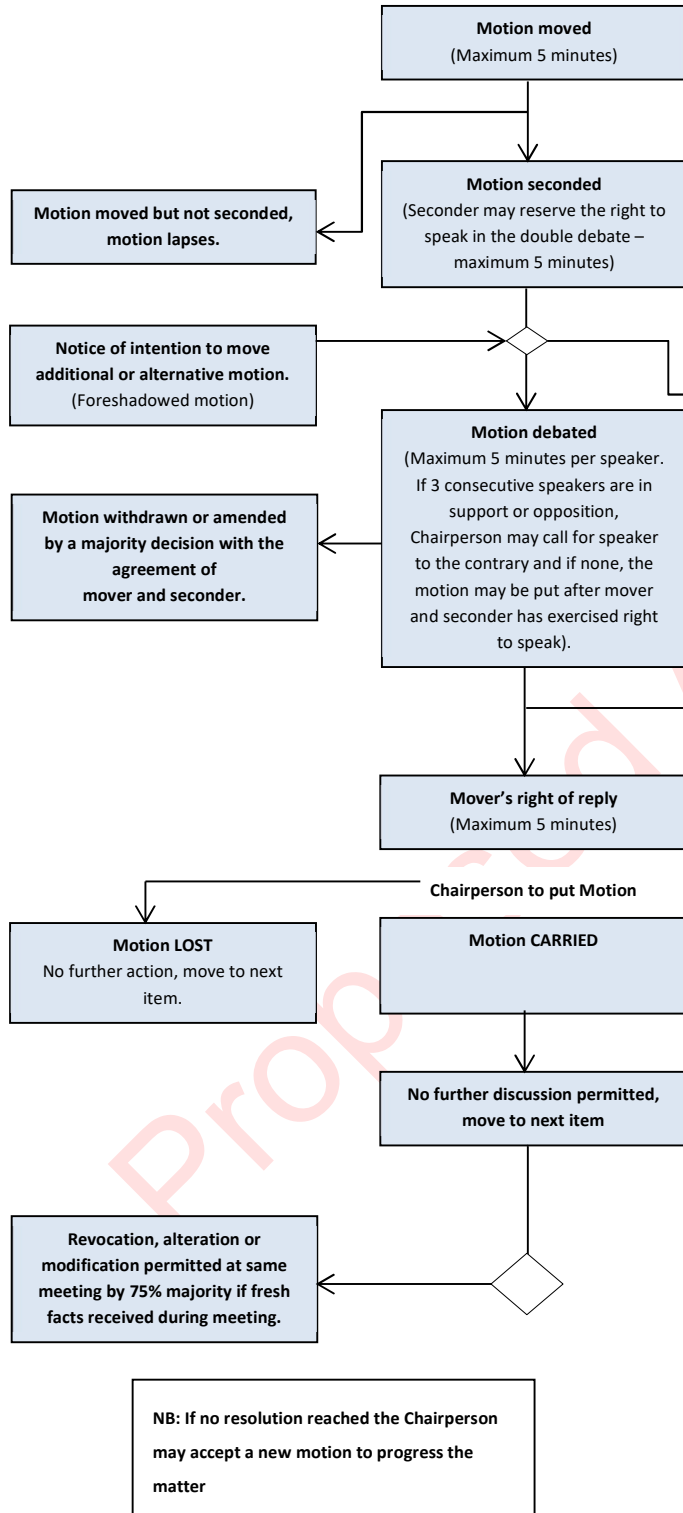 Motion moved
(Maximum 5 minutes)
Motion seconded
(Seconder may reserve the right to
speak in the double debate –
maximum 5 minutes)
Motion moved but not seconded,
motion lapses.
Notice of intention to move
additional or alternative motion.
(Foreshadowed motion)
Motion debated
(Maximum 5 minutes per speaker.
If 3 consecutive speakers are in
support or opposition,
Chairperson may call for speaker
to the contrary and if none, the
motion may be put after mover
and seconder has exercised right
to speak).
Motion withdrawn or amended
by a majority decision with the
agreement of
mover and seconder.
Mover’s right of reply
(Maximum 5 minutes)
Chairperson to put Motion
Motion LOST
No further action, move to next
item.
Motion CARRIED
No further discussion permitted,
move to next item
Revocation, alteration or
modification permitted at same
meeting by 75% majority if fresh
facts received during meeting.
NB: If no resolution reached the Chairperson
may accept a new motion to progress the
matter